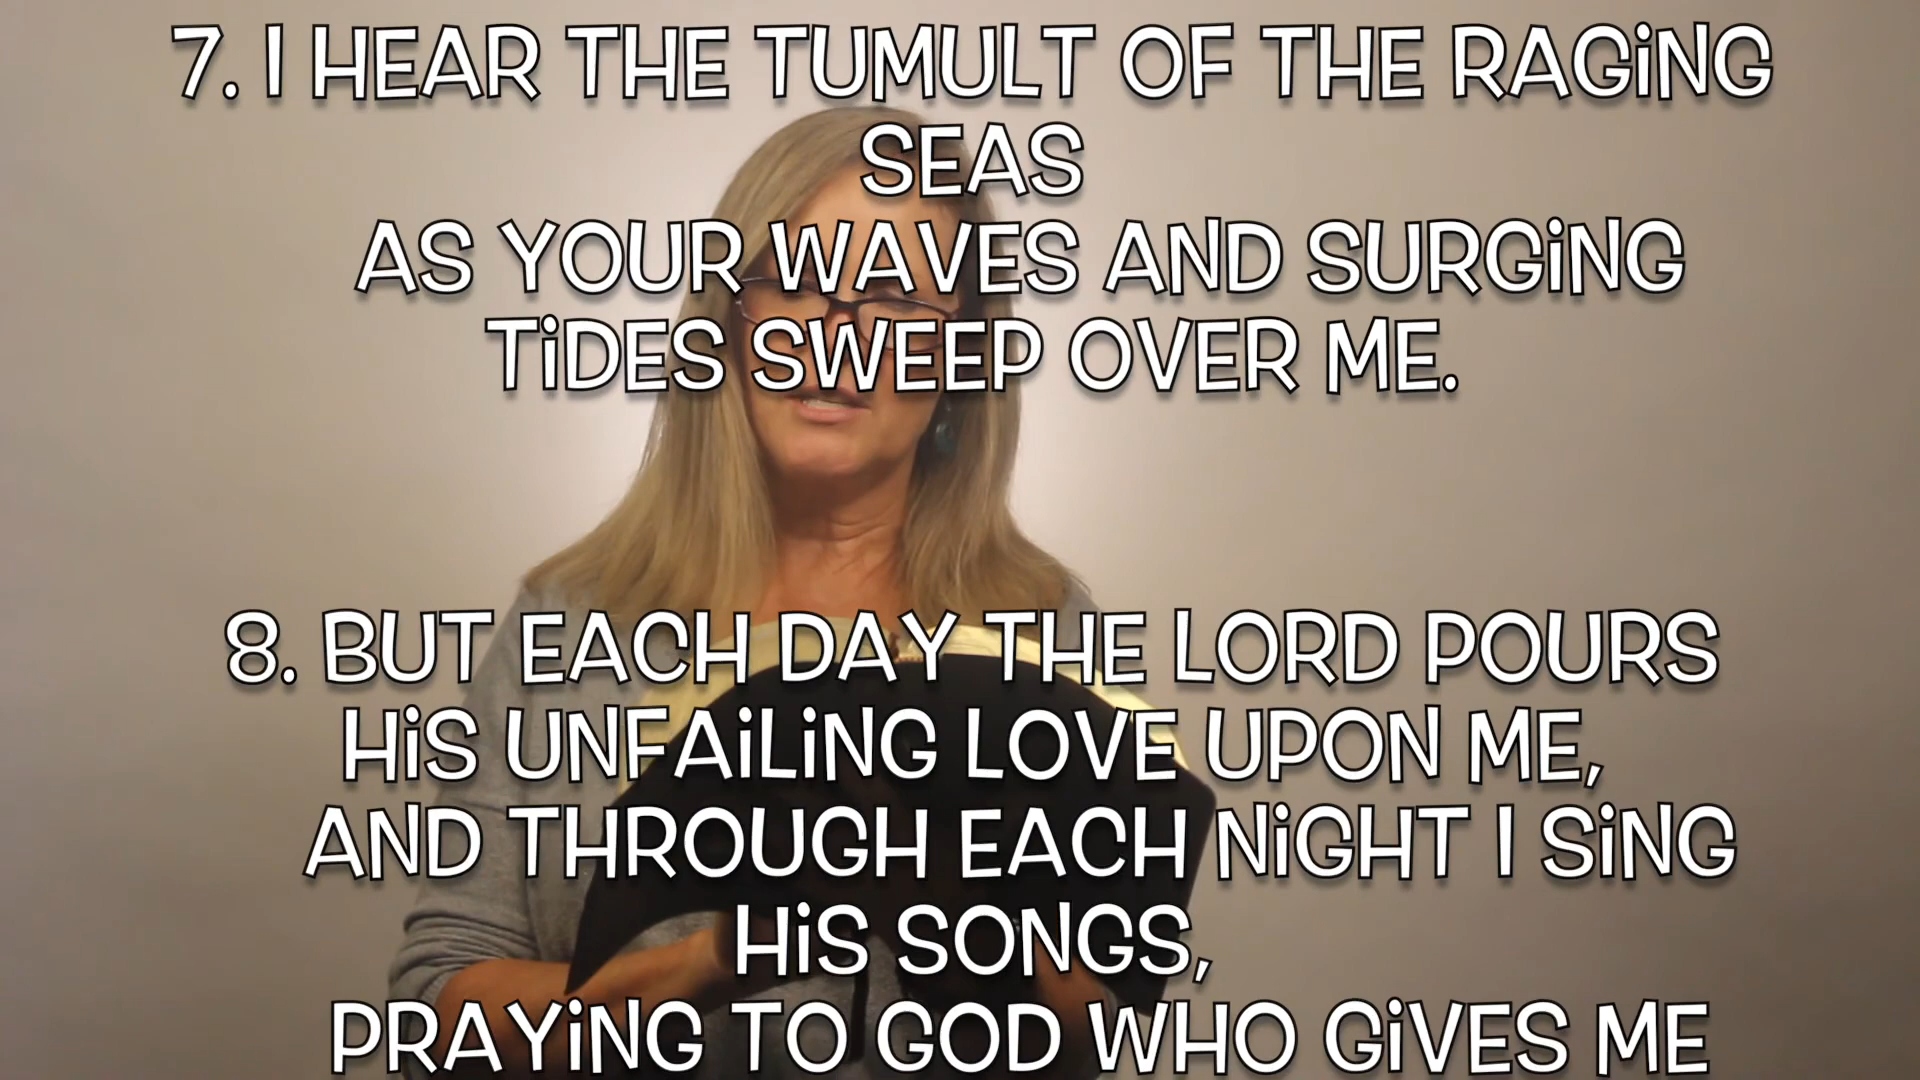 7. I HEAR THE TUMULT OF THE RAGiNG
SEAS
AS YOUR WAVES AND SURGiNG
TiDES SWEEP OVER ME.
8. BUT EACH DAY THE LORD POURS
HiS UNFAiLiNG LOVE UPON ME,
AND THROUGH EACH NiGHT I SiNG
HiS SONGS,
PRAYiNG TO GOD WHO GiVES ME